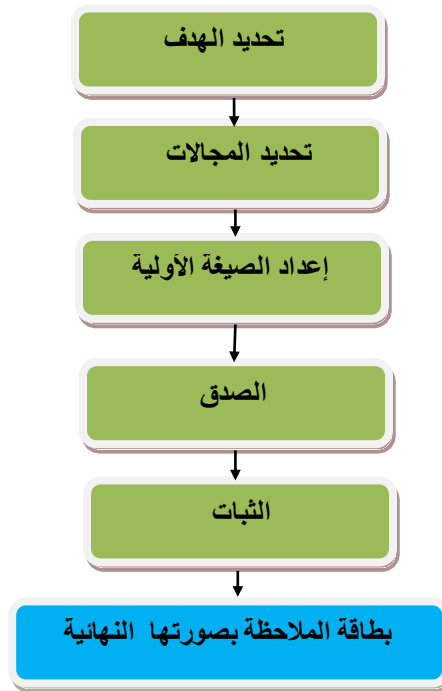 تحديد الهدف
تحديد المجالات
إعداد الصيغة الأولية
الصدق
الثبات
بطاقة الملاحظة بصورتها النهائية